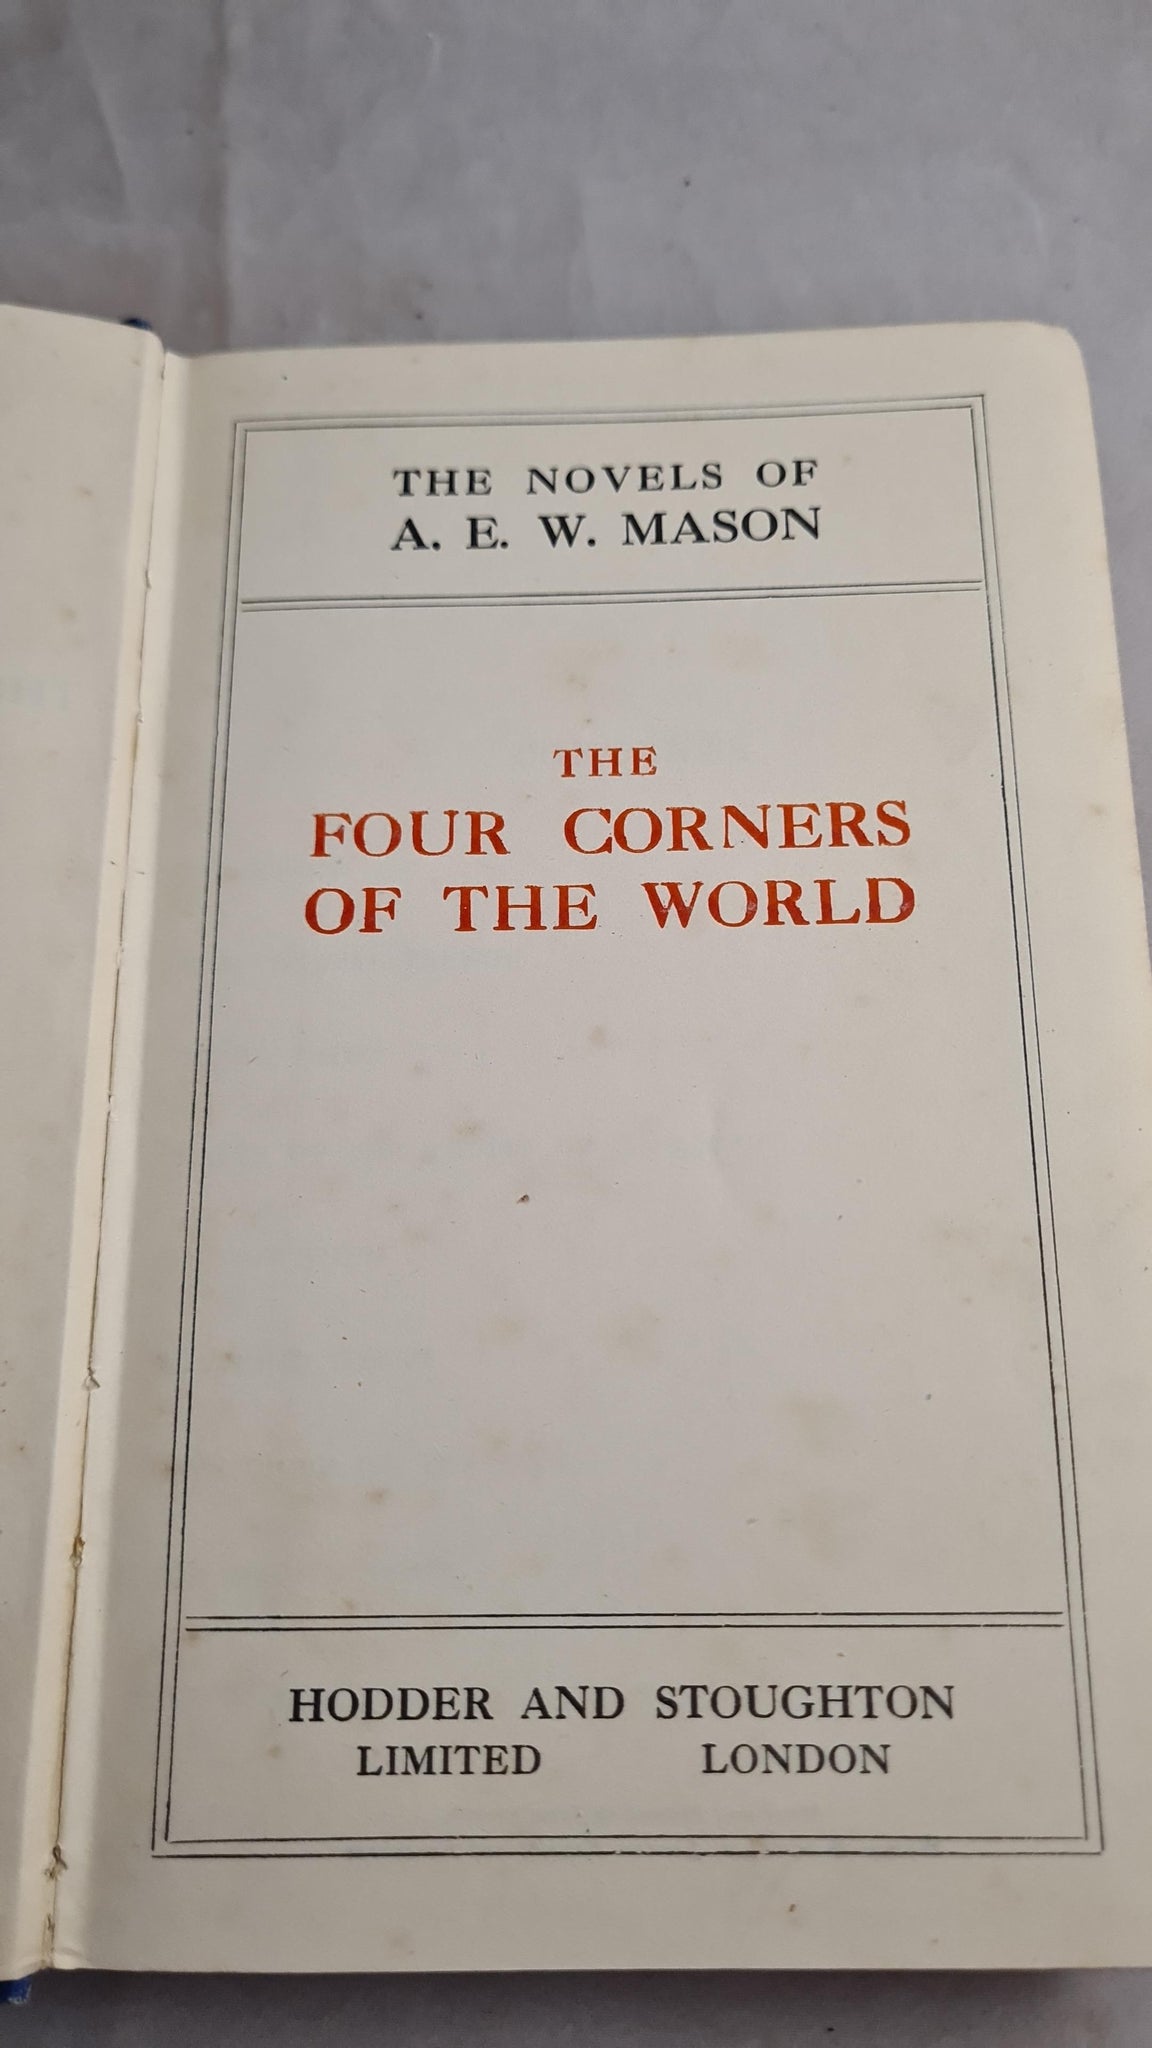 THE NOVELS OF
A. E. W. MASON
THE
FOUR CORNERS
OF THE WORLD
HODDER AND STOUGHTON
LIMITED LONDON